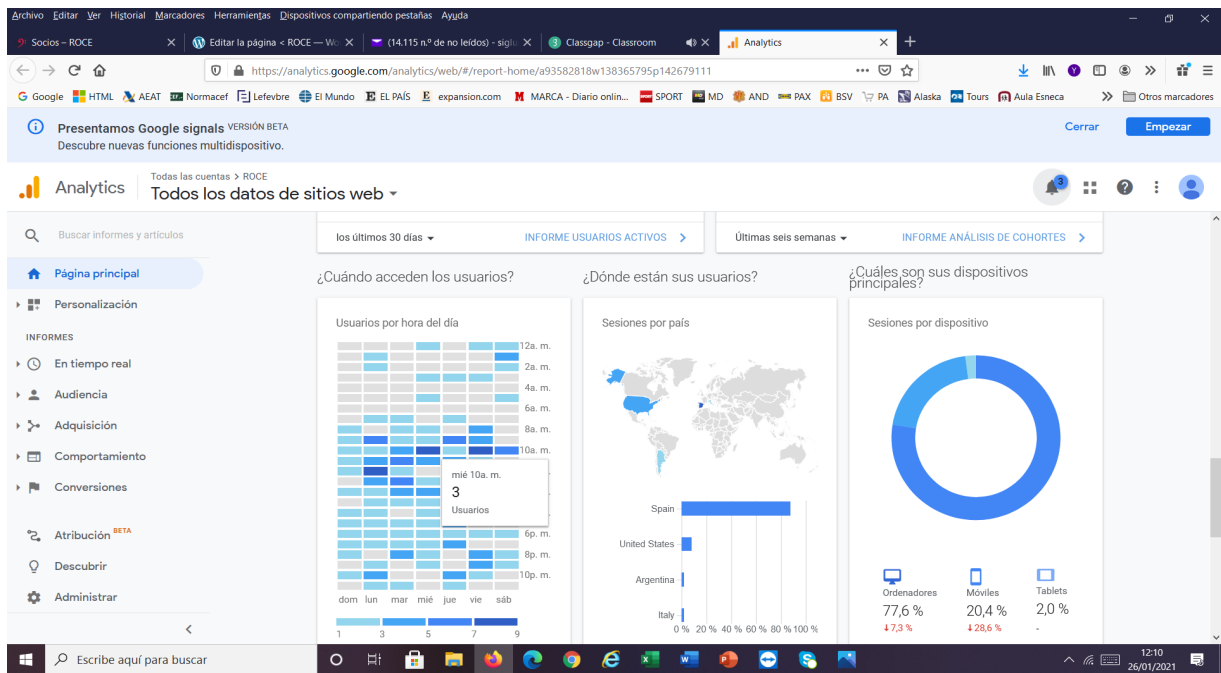 Archivo Editar Ver Historial Marcadores Herramientas Dispositivos compartiendo pestañas Ayuda
Socios – ROCE
Editar la página < ROCE — Wo
(14.115 n.º de no leídos) - siglu
Classgap - Classroom
Analytics
https://analytics.google.com/analytics/web/#/report-home/a93582818w138365795p142679111
Google HTML AEAT Normacef Lefebvre El Mundo EL PAÍS expansion.com MARCA - Diario onlin... SPORT MD AND PAX BSV PA Alaska Tours Aula Esneca Otros marcadores
Presentamos Google signals VERSIÓN BETA
Descubre nuevas funciones multidispositivo.
Cerrar
Empezar
Analytics
Todas las cuentas > ROCE
Todos los datos de sitios web
3
Buscar informes y artículos
Página principal
Personalización
INFORMES
En tiempo real
Audiencia
Adquisición
Comportamiento
Conversiones
Atribución BETA
Descubrir
Administrar
los últimos 30 días
INFORME USUARIOS ACTIVOS
Últimas seis semanas
INFORME ANÁLISIS DE COHORTES
¿Cuándo acceden los usuarios?
Usuarios por hora del día
12a. m.
2a. m.
4a. m.
6a. m.
8a. m.
10a. m.
mié 10a. m.
3
Usuarios
6p. m.
8p. m.
10p. m.
dom lun mar mié jue vie sáb
1 3 5 7 9
¿Dónde están sus usuarios?
Sesiones por país
Spain
United States
Argentina
Italy
0 % 20 % 40 % 60 % 80 % 100 %
¿Cuáles son sus dispositivos
principales?
Sesiones por dispositivo
Ordenadores Móviles Tablets
77,6 % 20,4 % 2,0 %
7,3 % 28,6 % -
Escribe aquí para buscar
12:10
26/01/2021